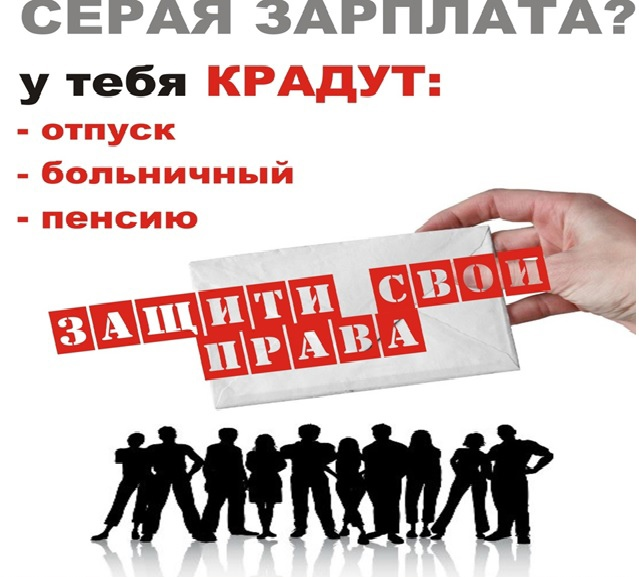 СЕРАЯ ЗАРПЛАТА?
у тебя КРАДУТ:
- отпуск
- больничный
- пенсию
ЗАЩИТИ СВОИ
ПРАВА